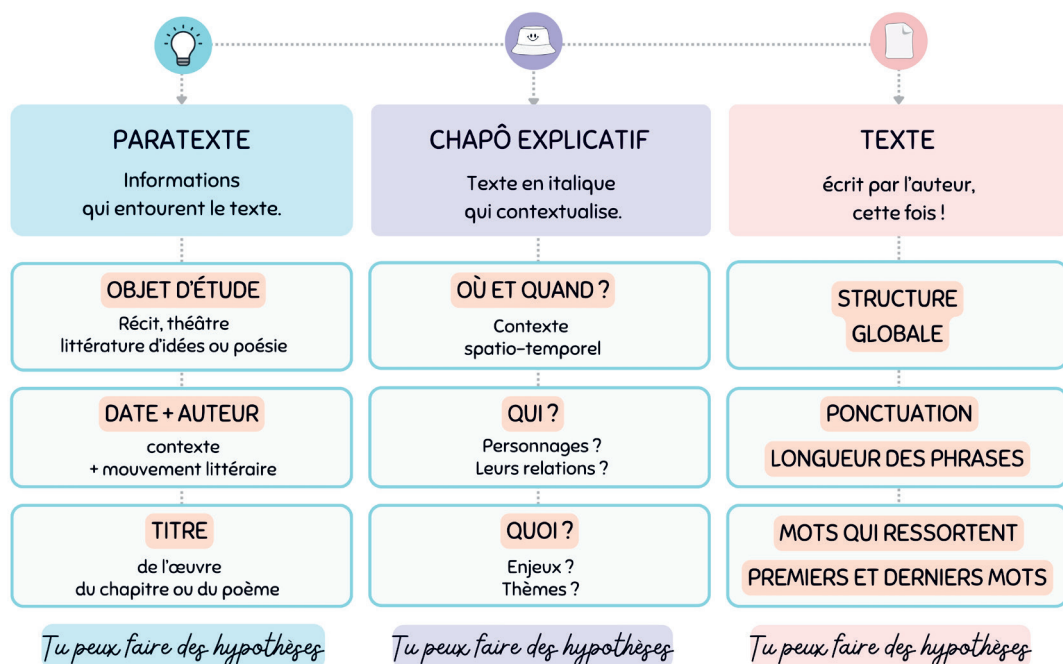 PARATEXTE
Informations
qui entourent le texte.
OBJET D'ÉTUDE
Récit, théâtre
littérature d'idées ou poésie
DATE + AUTEUR
contexte
+ mouvement littéraire
TITRE
de l'œuvre
du chapitre ou du poème
Tu peux faire des hypothèses
CHAPÔ EXPLICATIF
Texte en italique
qui contextualise.
OÙ ET QUAND ?
Contexte
spatio-temporel
QUI ?
Personnages ?
Leurs relations ?
QUOI ?
Enjeux ?
Thèmes ?
Tu peux faire des hypothèses
TEXTE
écrit par l'auteur,
cette fois !
STRUCTURE
GLOBALE
PONCTUATION
LONGUEUR DES PHRASES
MOTS QUI RESSORTENT
PREMIERS ET DERNIERS MOTS
Tu peux faire des hypothèses